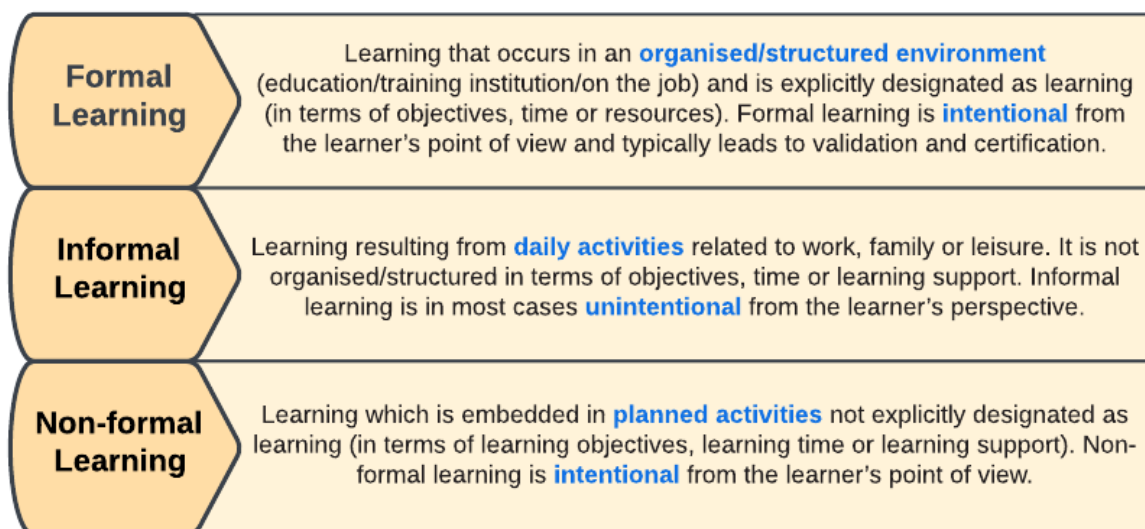 Formal
Learning
Learning that occurs in an organised/structured environment
(education/training institution/on the job) and is explicitly designated as learning
(in terms of objectives, time or resources). Formal learning is intentional from
the learner's point of view and typically leads to validation and certification.
Informal
Learning
Learning resulting from daily activities related to work, family or leisure. It is not
organised/structured in terms of objectives, time or learning support. Informal
learning is in most cases unintentional from the learner's perspective.
Non-formal
Learning
Learning which is embedded in planned activities not explicitly designated as
learning (in terms of learning objectives, learning time or learning support). Non-
formal learning is intentional from the learner's point of view.